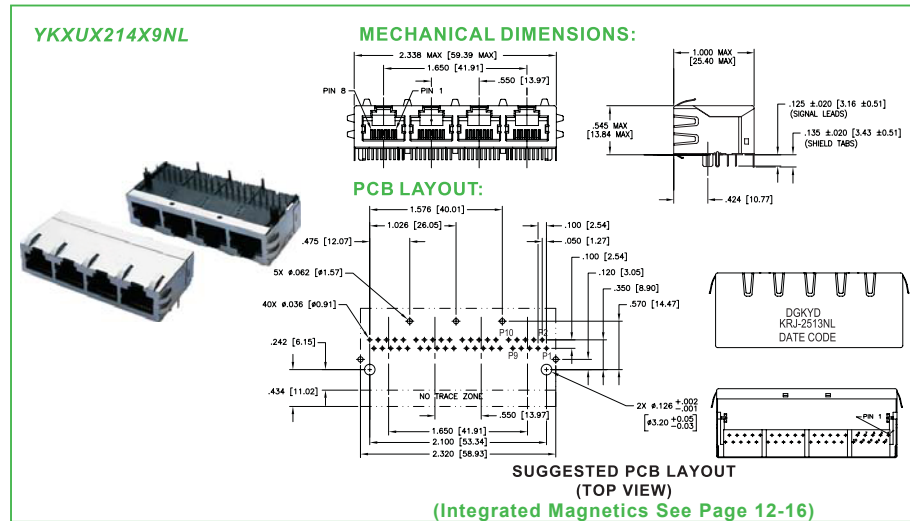 YKXUX214X9NL
MECHANICAL DIMENSIONS:
2.338 MAX [59.39 MAX]
1.650 [41.91]
.550 [13.97]
PIN 8
PIN 1
.545 MAX
[13.84 MAX]
1.000 MAX
[25.40 MAX]
.125 ±.020 [3.16 ±0.51]
(SIGNAL LEADS)
.135 ±.020 [3.43 ±0.51]
(SHIELD TABS)
.424 [10.77]
PCB LAYOUT:
1.576 [40.01]
1.026 [26.05]
.475 [12.07]
5X ø.062 [ø1.57]
40X ø.036 [ø0.91]
.242 [6.15]
.434 [11.02]
.100 [2.54]
.050 [1.27]
.100 [2.54]
.120 [3.05]
.350 [8.90]
.570 [14.47]
P10
P2
P9
P1
NO TRACE ZONE
.550 [13.97]
1.650 [41.91]
2.100 [53.34]
2.320 [58.93]
2X ø.126 +.002 -.001
[ø3.20 +0.05 -0.03]
DGKYD
KRJ-2513NL
DATE CODE
PIN 1
SUGGESTED PCB LAYOUT
(TOP VIEW)
(Integrated Magnetics See Page 12-16)